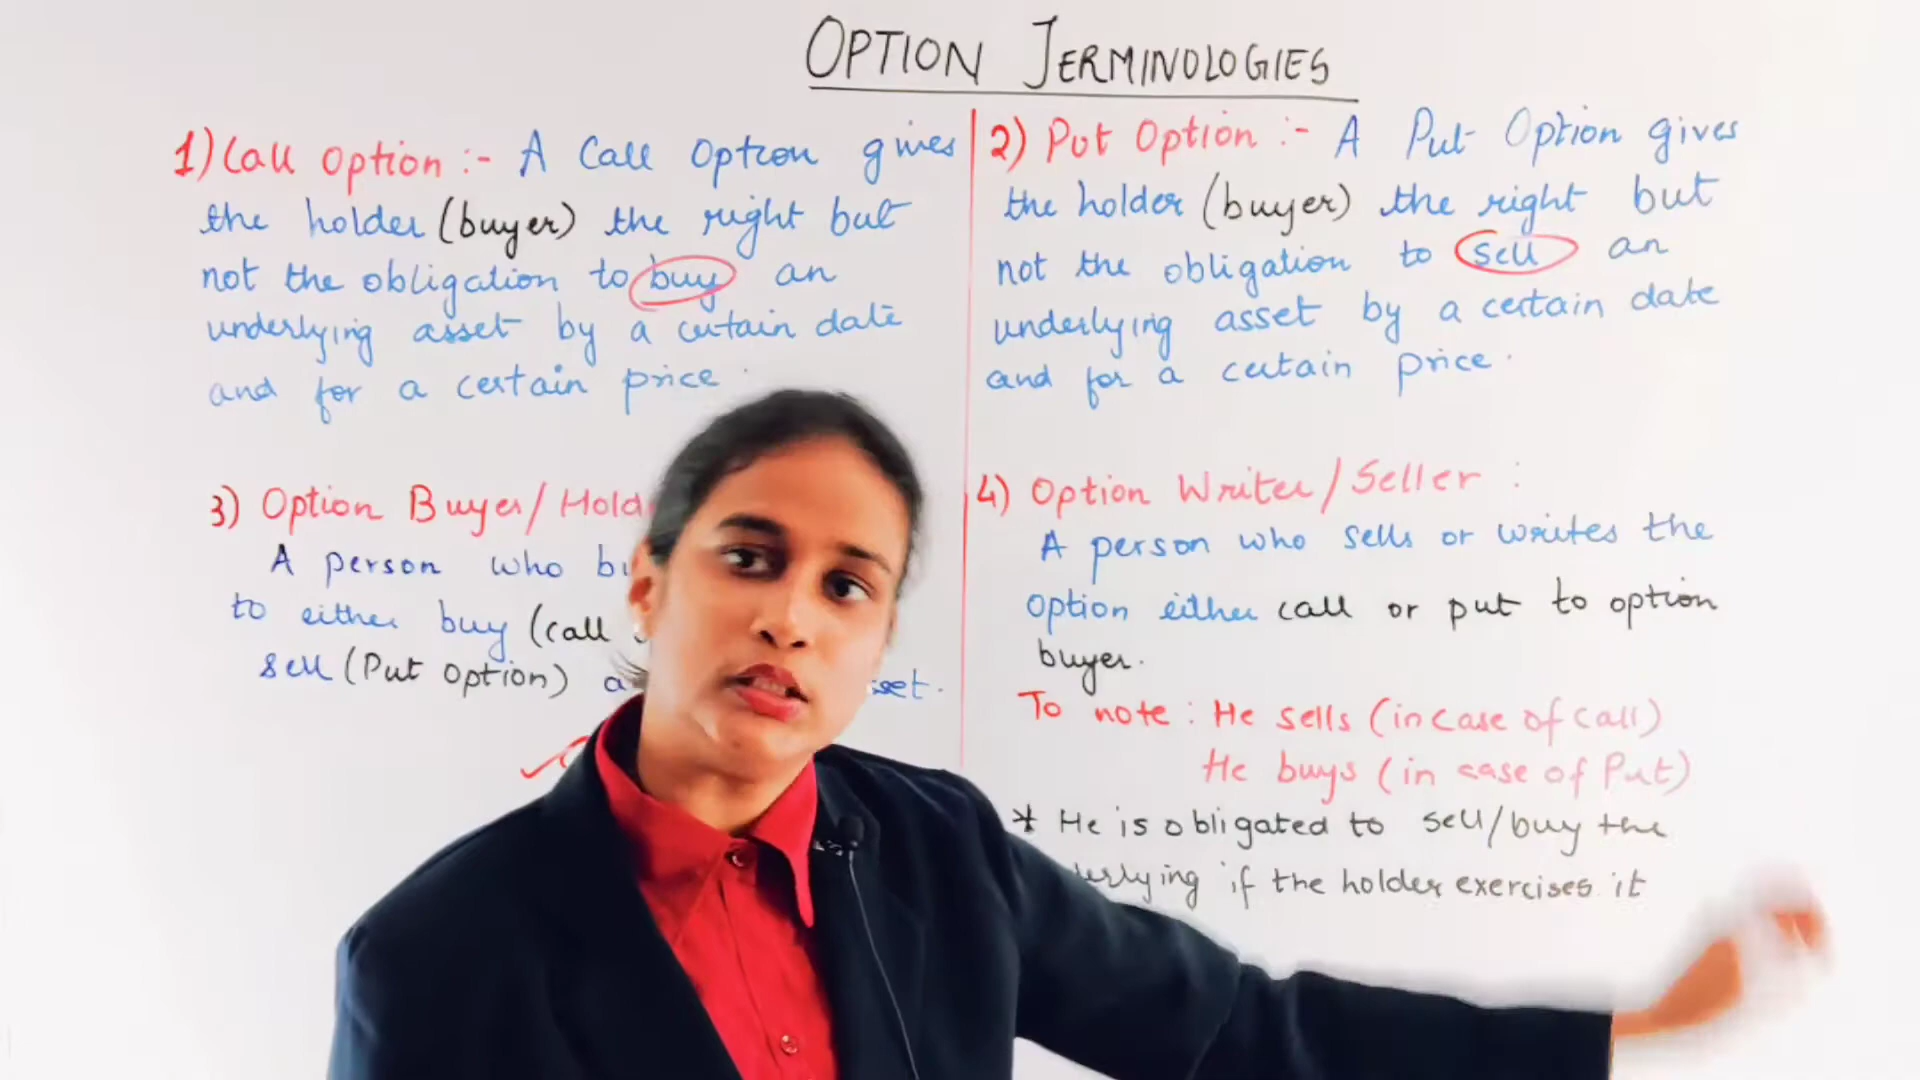 OPTION TERMINOLOGIES
1) Call Option :- A Call Option gives
the holder (buyer) the right but
not the obligation to buy an
underlying asset by a certain date
and for a certain price.
2) Put Option :- A Put Option gives
the holder (buyer) the right but
not the obligation to sell an
underlying asset by a certain date
and for a certain price.
3) Option Buyer/
A person who
to either buy (call
sell (Put Option)
4) Option Writer/Seller :
A person who sells or writes the
option either call or put to option
buyer.
To note : He sells (in case of call)
He buys (in case of Put)
* He is obligated to sell/buy the
if the holder exercises it